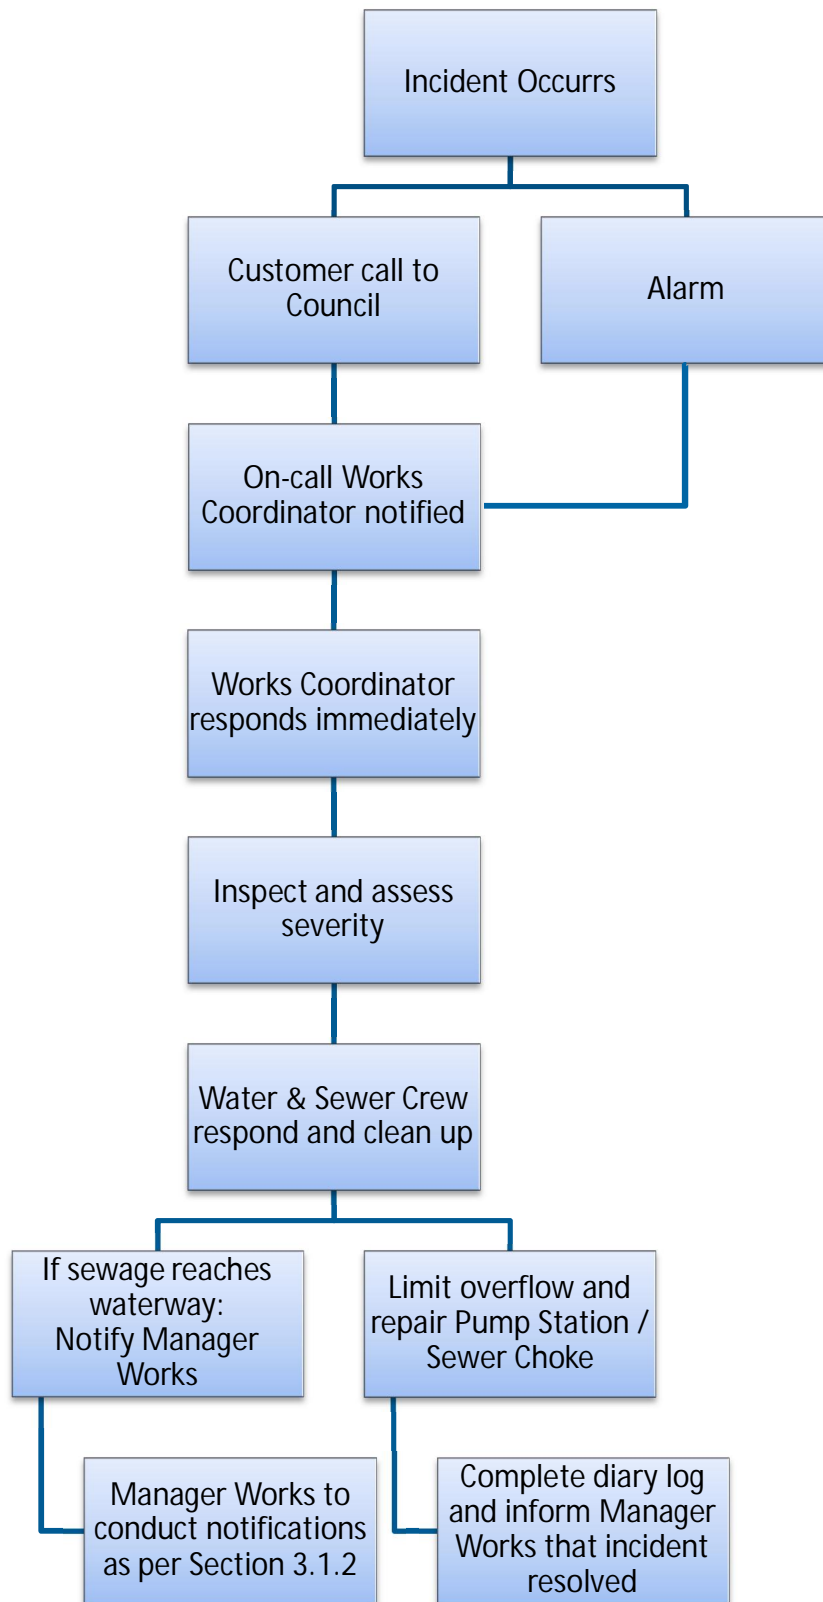 Incident Occurrs
Customer call to
Council
Alarm
On-call Works
Coordinator notified
Works Coordinator
responds immediately
Inspect and assess
severity
Water & Sewer Crew
respond and clean up
If sewage reaches
waterway:
Notify Manager
Works
Limit overflow and
repair Pump Station /
Sewer Choke
Manager Works to
conduct notifications
as per Section 3.1.2
Complete diary log
and inform Manager
Works that incident
resolved